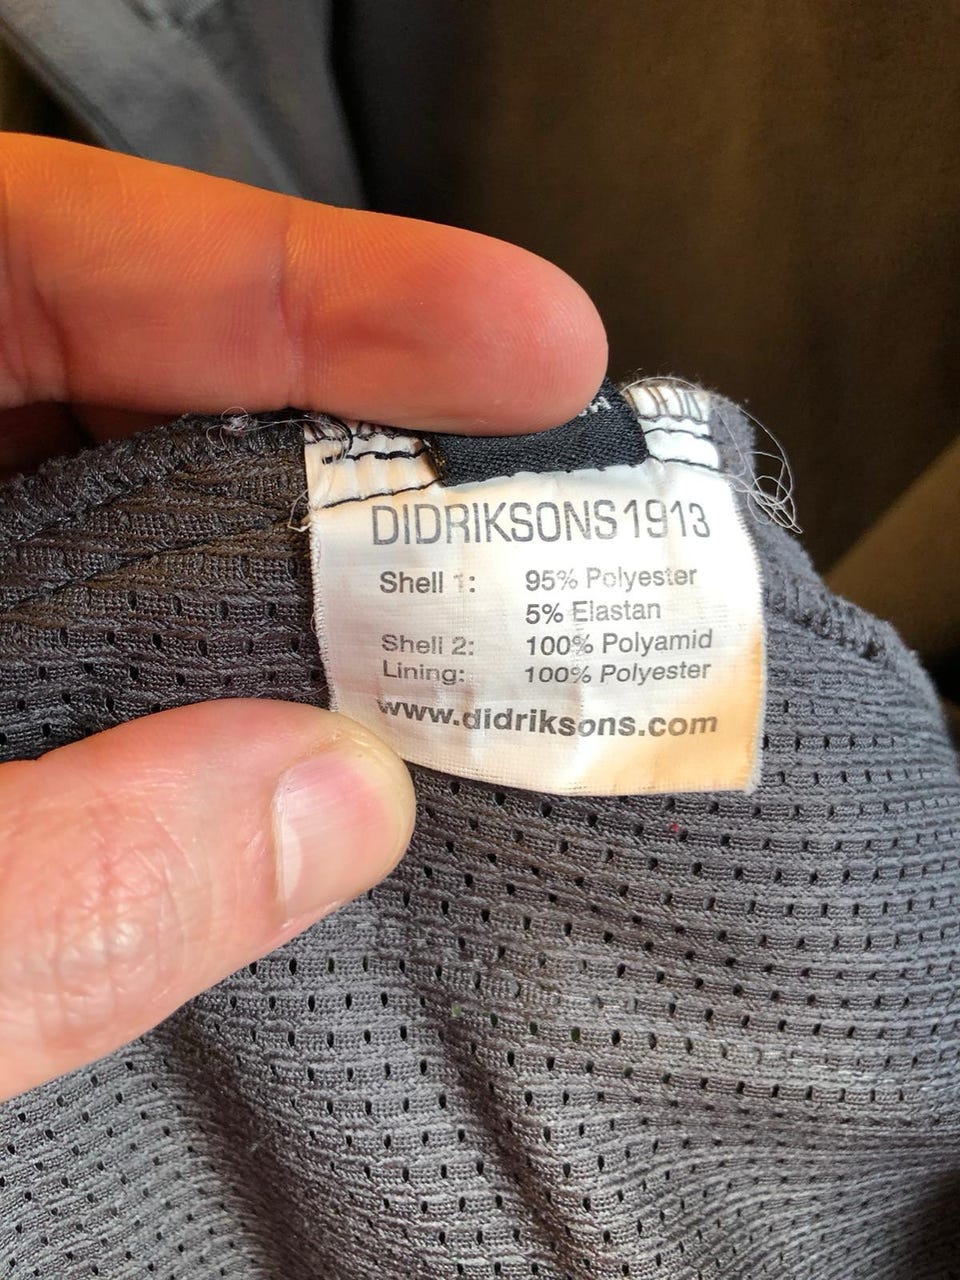 DIDRIKSONS1913
Shell 1: 95% Polyester
5% Elastan
Shell 2: 100% Polyamid
Lining: 100% Polyester
www.didriksons.com